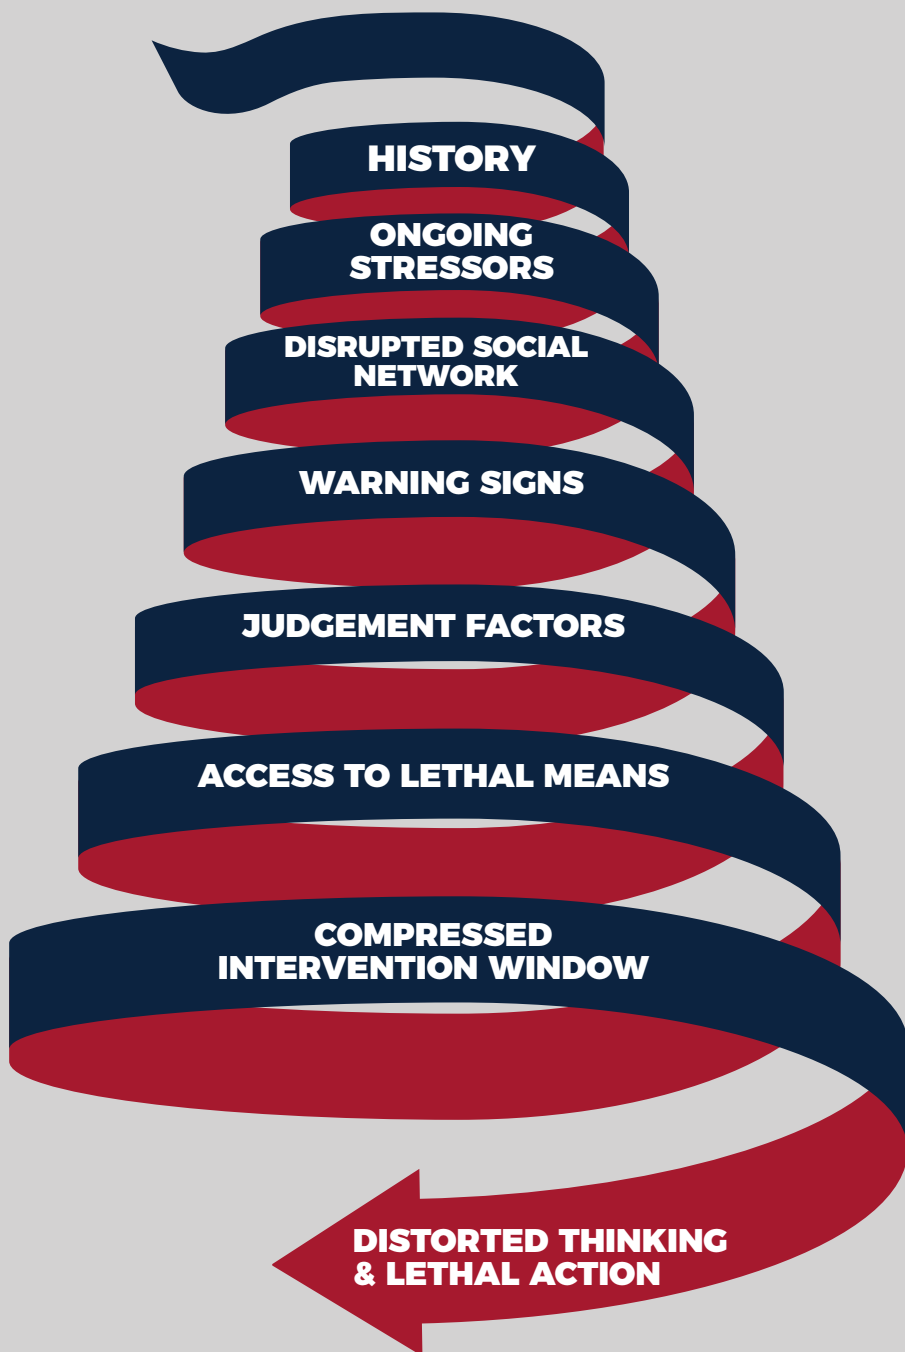 HISTORY
ONGOING
STRESSORS
DISRUPTED SOCIAL
NETWORK
WARNING SIGNS
JUDGEMENT FACTORS
ACCESS TO LETHAL MEANS
COMPRESSED
INTERVENTION WINDOW
DISTORTED THINKING
& LETHAL ACTION